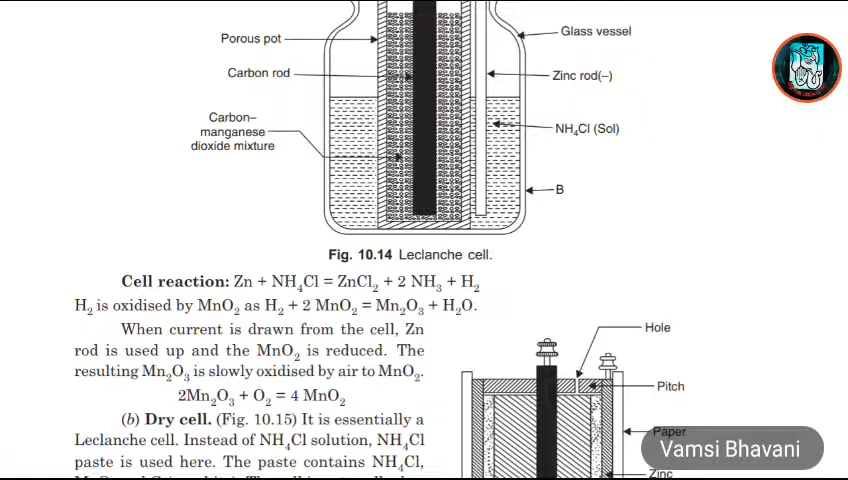 Porous pot
Glass vessel
Carbon rod
Zinc rod(–)
Carbon–
manganese
dioxide mixture
NH₄Cl (Sol)
B
Fig. 10.14 Leclanche cell.
Cell reaction: Zn + NH₄Cl = ZnCl₂ + 2 NH₃ + H₂
H₂ is oxidised by MnO₂ as H₂ + 2 MnO₂ = Mn₂O₃ + H₂O.
When current is drawn from the cell, Zn
rod is used up and the MnO₂ is reduced. The
resulting Mn₂O₃ is slowly oxidised by air to MnO₂.
2Mn₂O₃ + O₂ = 4 MnO₂
(b) Dry cell. (Fig. 10.15) It is essentially a
Leclanche cell. Instead of NH₄Cl solution, NH₄Cl
paste is used here. The paste contains NH₄Cl,
Hole
Pitch
Paper
Vamsi Bhavani
Zinc